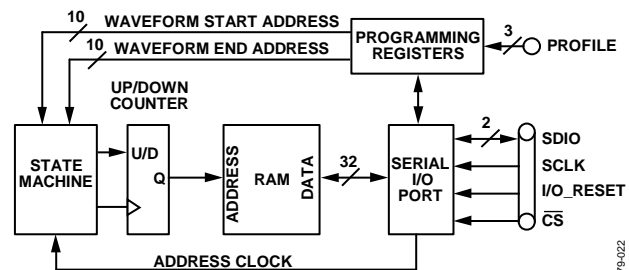 10
WAVEFORM START ADDRESS
10
WAVEFORM END ADDRESS
PROGRAMMING
REGISTERS
3
PROFILE
UP/DOWN
COUNTER
STATE
MACHINE
U/D
Q
ADDRESS
RAM
DATA
32
SERIAL
I/O
PORT
2
SDIO
SCLK
I/O_RESET
CS
ADDRESS CLOCK
79-022